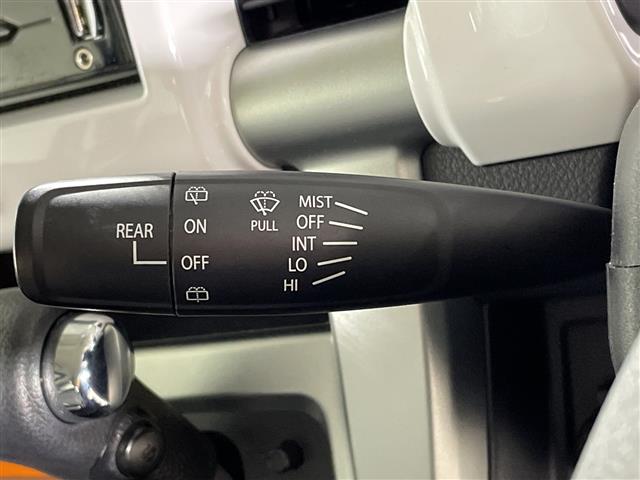 REAR
ON
OFF
PULL
MIST
OFF
INT
LO
HI